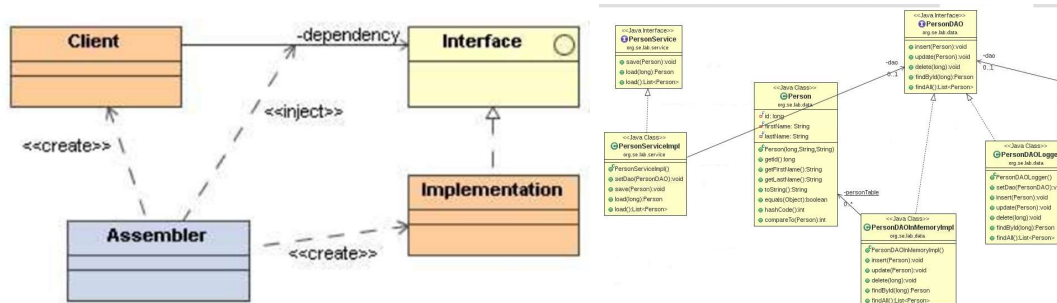 Client
-dependency
Interface
<<inject>>
<<create>>
Implementation
Assembler
<<create>>
<<Java Interface>>
PersonService
org.se.lab.service
save(Person):void
load(long):Person
load():List<Person>
<<Java Class>>
PersonServiceImpl
org.se.lab.service
PersonServiceImpl()
setDao(PersonDAO):void
save(Person):void
load(long):Person
load():List<Person>
<<Java Class>>
Person
org.se.lab.data
id: long
firstName: String
lastName: String
Person(long,String,String)
getId():long
getFirstName():String
getLastName():String
toString():String
equals(Object):boolean
hashCode():int
compareTo(Person):int
<<Java Interface>>
PersonDAO
org.se.lab.data
insert(Person):void
update(Person):void
delete(long):void
findById(long):Person
findAll():List<Person>
-dao
0..1
-dao
0..1
-personTable
0..*
<<Java Class>>
PersonDAOInMemoryImpl
org.se.lab.data
PersonDAOInMemoryImpl()
insert(Person):void
update(Person):void
delete(long):void
findById(long):Person
findAll():List<Person>
<<Java Class>>
PersonDAOLogge
org.se.lab.data
PersonDAOLogger()
setDao(PersonDAO):v
insert(Person):void
update(Person):void
delete(long):void
findById(long):Person
findAll():List<Person>